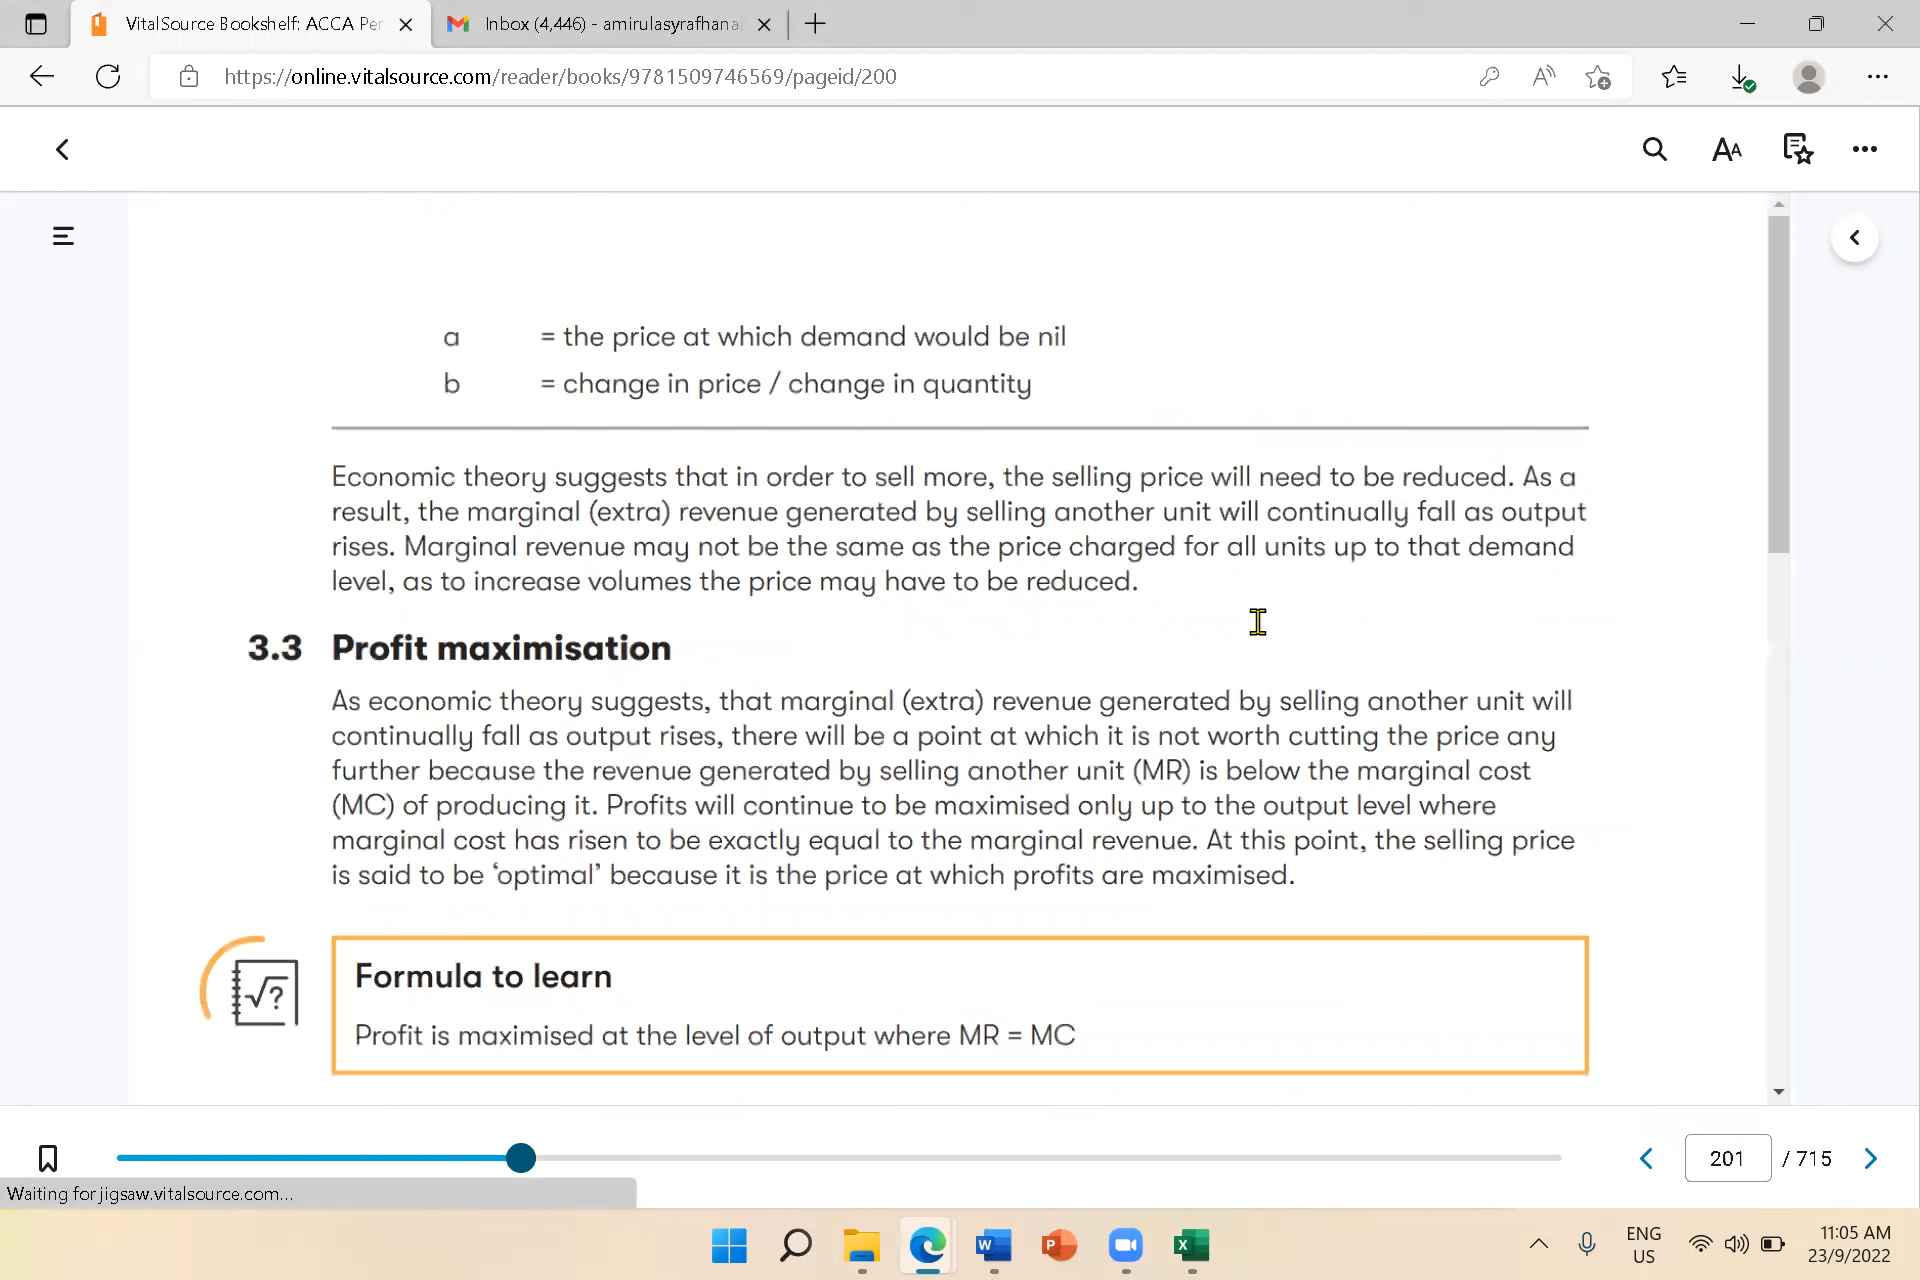 VitalSource Bookshelf: ACCA Per
Inbox (4,446) - amirulasyrafhana
https://online.vitalsource.com/reader/books/9781509746569/pageid/200
a = the price at which demand would be nil
b = change in price / change in quantity
Economic theory suggests that in order to sell more, the selling price will need to be reduced. As a
result, the marginal (extra) revenue generated by selling another unit will continually fall as output
rises. Marginal revenue may not be the same as the price charged for all units up to that demand
level, as to increase volumes the price may have to be reduced.
3.3 Profit maximisation
As economic theory suggests, that marginal (extra) revenue generated by selling another unit will
continually fall as output rises, there will be a point at which it is not worth cutting the price any
further because the revenue generated by selling another unit (MR) is below the marginal cost
(MC) of producing it. Profits will continue to be maximised only up to the output level where
marginal cost has risen to be exactly equal to the marginal revenue. At this point, the selling price
is said to be ‘optimal’ because it is the price at which profits are maximised.
√?
Formula to learn
Profit is maximised at the level of output where MR = MC
201 / 715
Waiting for jigsaw.vitalsource.com...
ENG
US
11:05 AM
23/9/2022